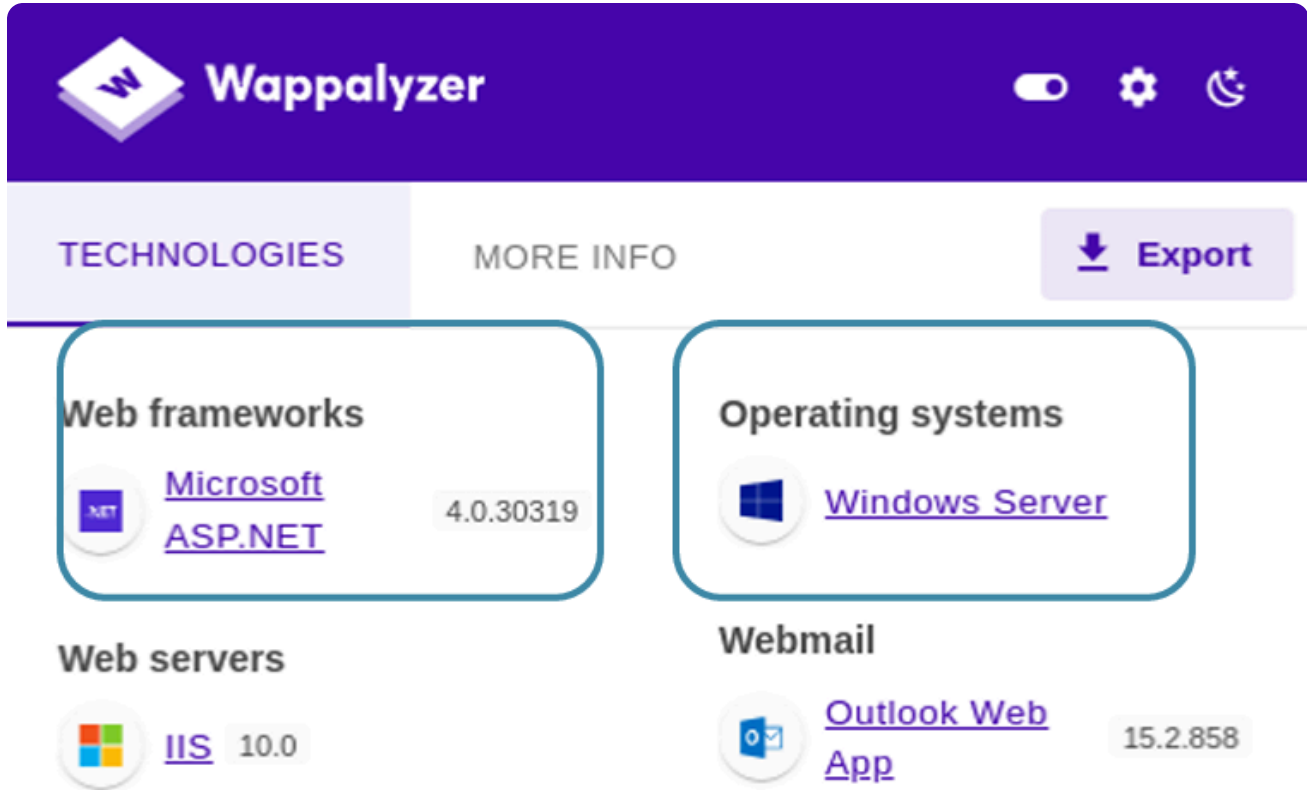 Wappalyzer
TECHNOLOGIES
MORE INFO
Export
Web frameworks
.NET
Microsoft
ASP.NET
4.0.30319
Operating systems
Windows Server
Web servers
IIS
10.0
Webmail
Outlook Web
App
15.2.858